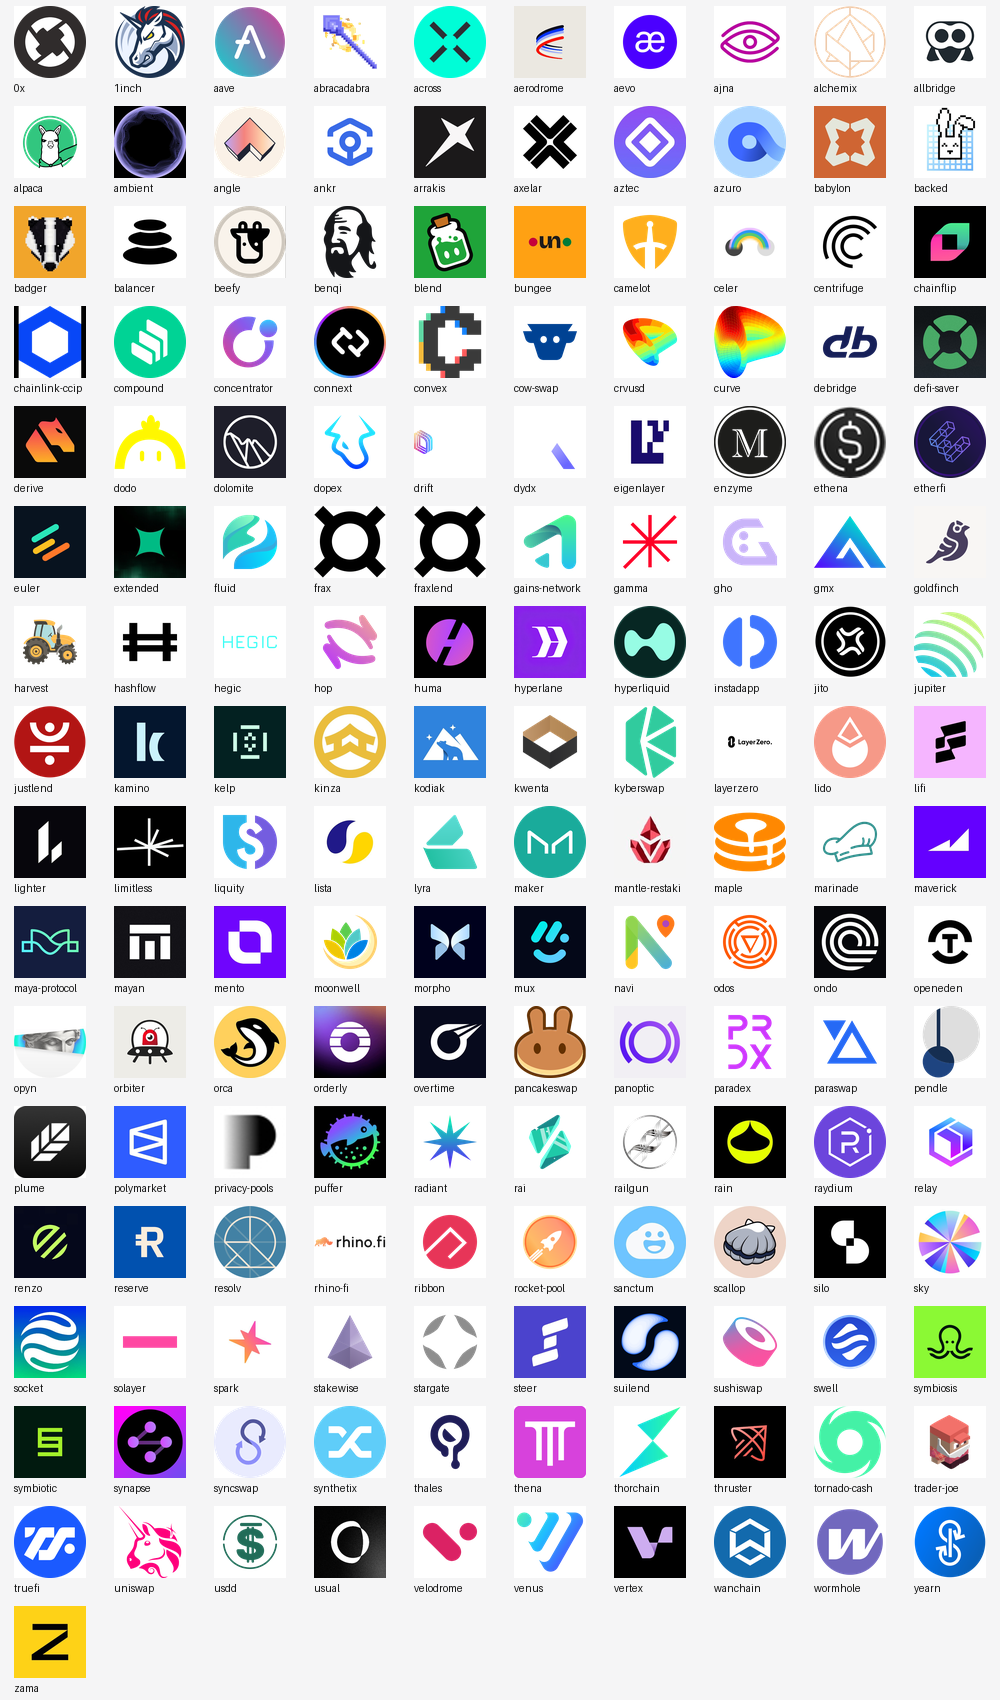 0x 1inch aave abracadabra across aerodrome aevo ajna alchemix allbridge
alpaca ambient angle ankr arrakis axelar aztec azuro babylon backed
un
badger balancer beefy benqi blend bungee camelot celer centrifuge chainflip
db
chainlink-ccip compound concentrator connext convex cow-swap crvusd curve debridge defi-saver
M $
derive dodo dolomite dopex drift dydx eigenlayer enzyme ethena etherfi
euler extended fluid frax fraxlend gains-network gamma gho gmx goldfinch
HEGIC
harvest hashflow hegic hop huma hyperlane hyperliquid instadapp jito jupiter
LayerZero.
justlend kamino kelp kinza kodiak kwenta kyberswap layerzero lido lifi
lighter limitless liquity lista lyra maker mantle-restaki maple marinade maverick
maya-protocol mayan mento moonwell morpho mux navi odos ondo openeden
PR
DX
opyn orbiter orca orderly overtime pancakeswap panoptic paradex paraswap pendle
plume polymarket privacy-pools puffer radiant rai railgun rain raydium relay
rhino.fi
renzo reserve resolv rhino-fi ribbon rocket-pool sanctum scallop silo sky
socket solayer spark stakewise stargate steer suilend sushiswap swell symbiosis
symbiotic synapse syncswap synthetix thales thena thorchain thruster tornado-cash trader-joe
truefi uniswap usdd usual velodrome venus vertex wanchain wormhole yearn
zama